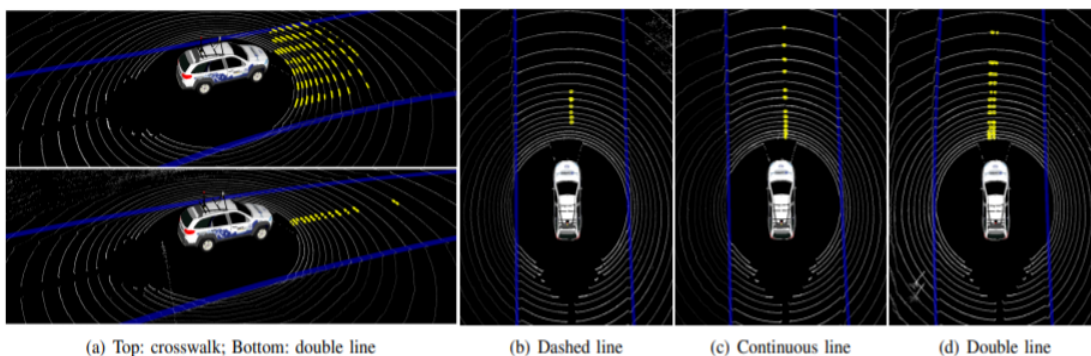 (a) Top: crosswalk; Bottom: double line
(b) Dashed line
(c) Continuous line
(d) Double line